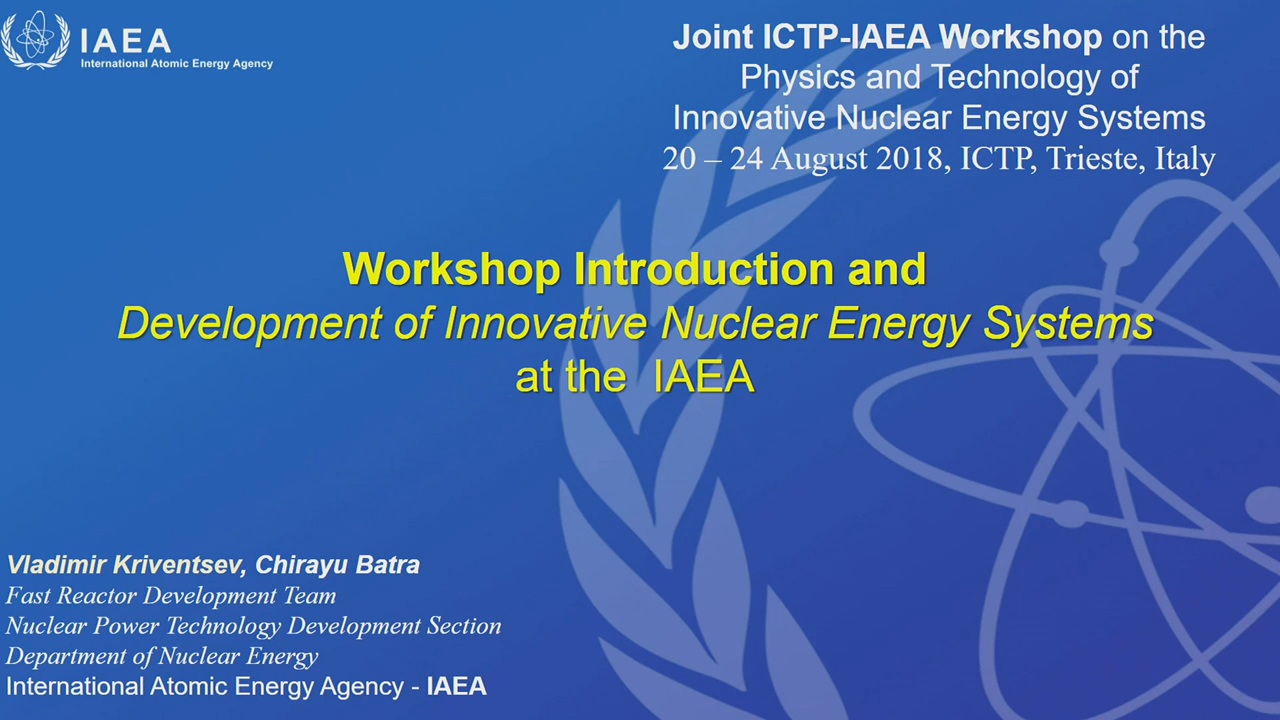 IAEA
International Atomic Energy Agency
Joint ICTP-IAEA Workshop on the
Physics and Technology of
Innovative Nuclear Energy Systems
20 – 24 August 2018, ICTP, Trieste, Italy
Workshop Introduction and
Development of Innovative Nuclear Energy Systems
at the IAEA
Vladimir Kriventsev, Chirayu Batra
Fast Reactor Development Team
Nuclear Power Technology Development Section
Department of Nuclear Energy
International Atomic Energy Agency - IAEA